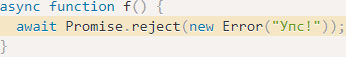 async function f() {
  await Promise.reject(new Error("Упс!"));
}